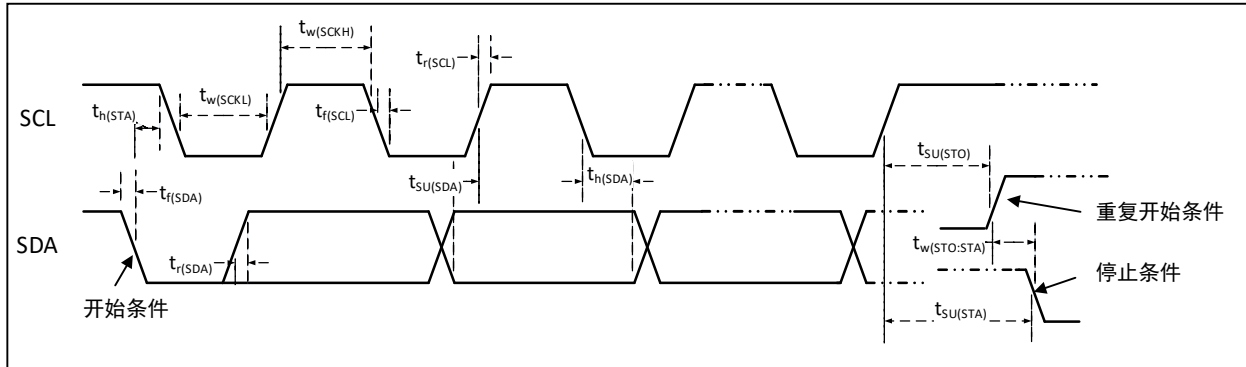 tw(SCKH)
tr(SCL)
SCL
th(STA)
tw(SCKL)
tf(SCL)
tSU(STO)
tf(SDA)
tSU(SDA)
th(SDA)
重复开始条件
SDA
tr(SDA)
tw(STO:STA)
开始条件
停止条件
tSU(STA)